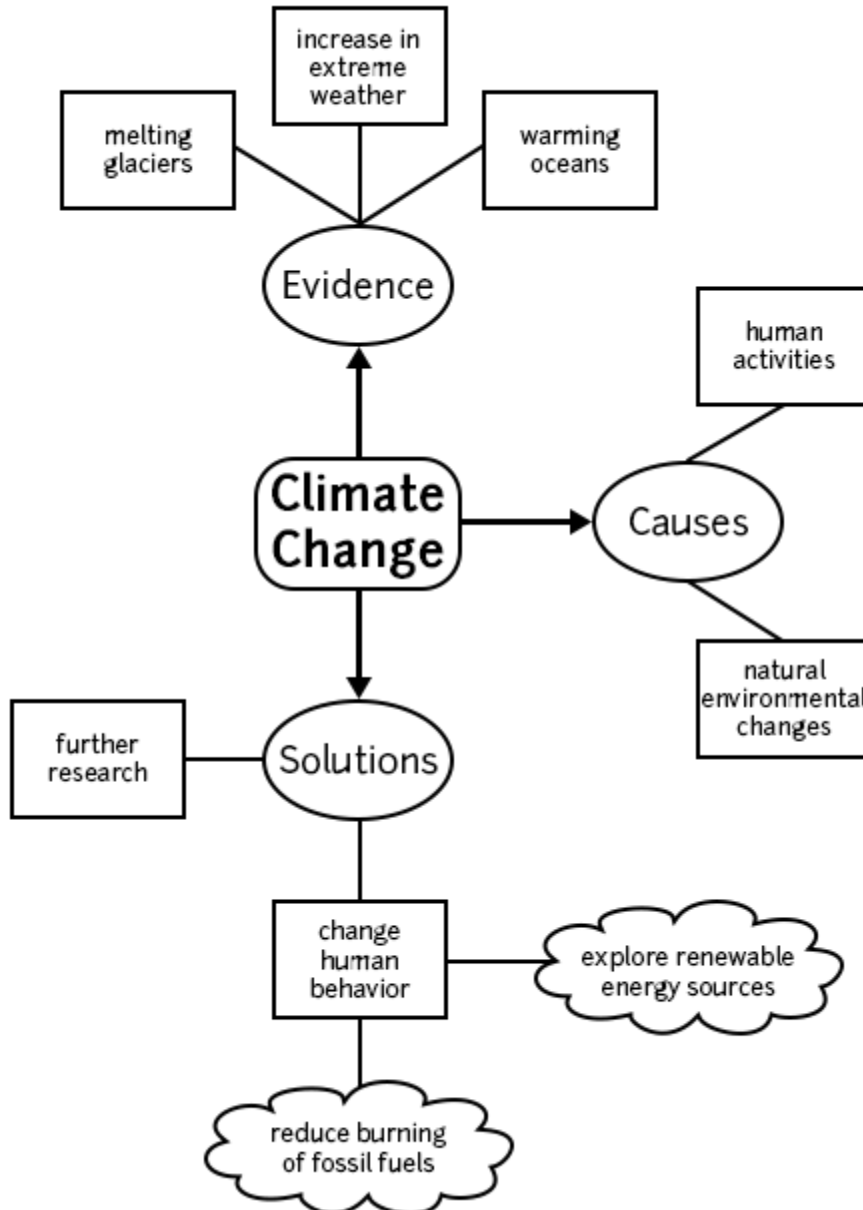 increase in
extreme
weather
melting
glaciers
warming
oceans
Evidence
human
activities
Climate
Change
Causes
natural
environmental
changes
further
research
Solutions
change
human
behavior
explore renewable
energy sources
reduce burning
of fossil fuels